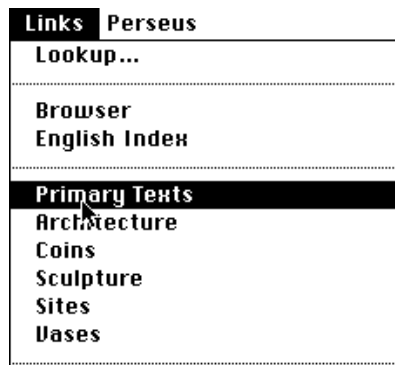 Links Perseus
Lookup...
Browser
English Index
Primary Texts
Architecture
Coins
Sculpture
Sites
Vases